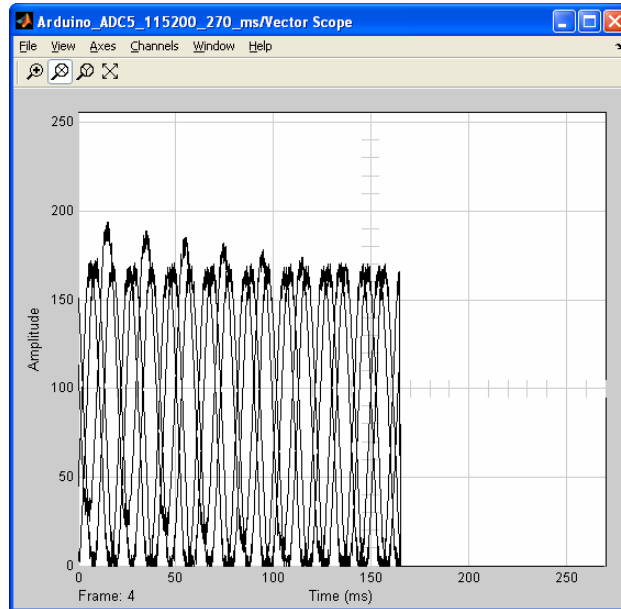 Arduino_ADC5_115200_270_ms/Vector Scope
File View Axes Channels Window Help
250
200
150
100
50
0
Amplitude
0 50 100 150 200 250
Frame: 4 Time (ms)